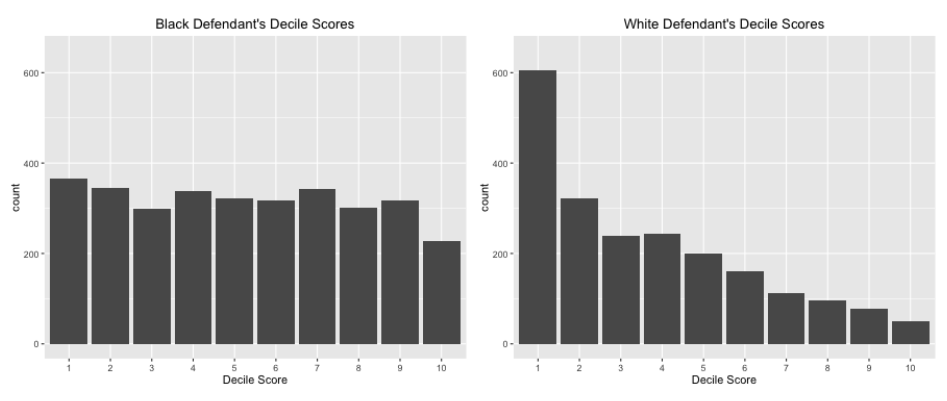 Black Defendant's Decile Scores
600
400
200
0
count
1 2 3 4 5 6 7 8 9 10
Decile Score
White Defendant's Decile Scores
600
400
200
0
count
1 2 3 4 5 6 7 8 9 10
Decile Score